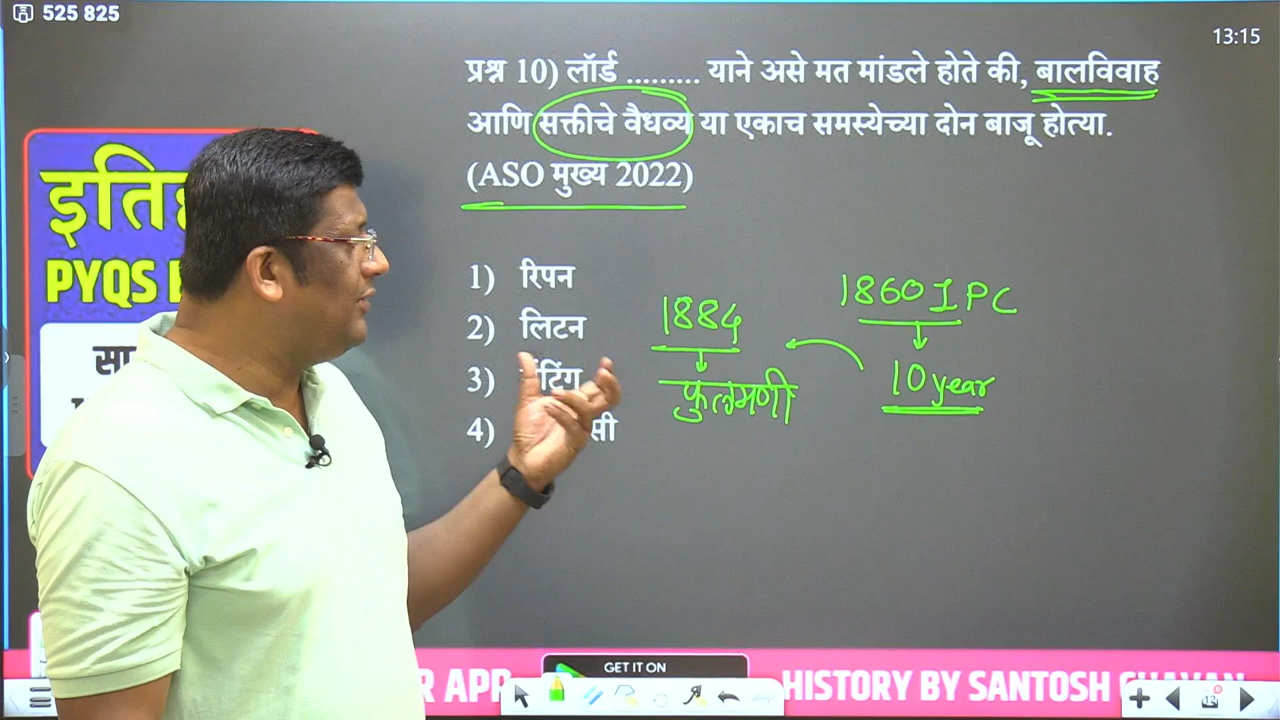 525 825
13:15
प्रश्न 10) लॉर्ड ......... याने असे मत मांडले होते की, बालविवाह
आणि सक्तीचे वैधव्य या एकाच समस्येच्या दोन बाजू होत्या.
(ASO मुख्य 2022)
PYQS
1) रिपन
2) लिटन
3)
4)
1884
फुलमणी
1860 IPC
10 year
APP
GET IT ON
HISTORY BY SANTOSH